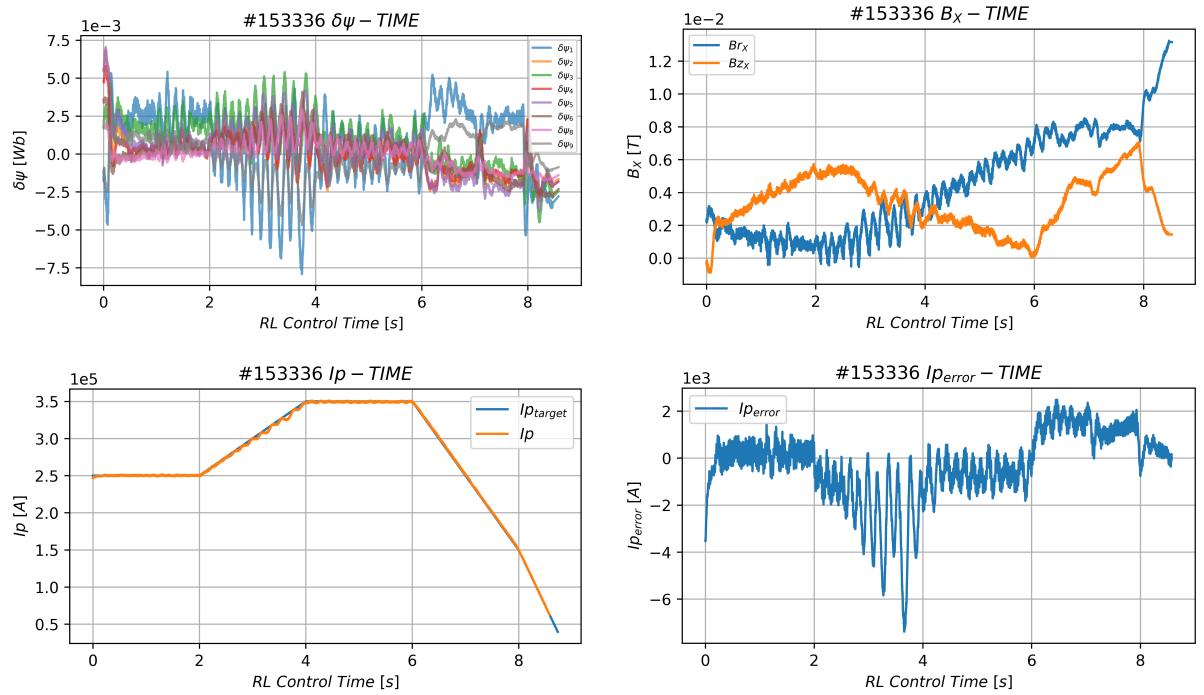 #153336 δψ − TIME
1e−3
δψ [Wb]
7.5
5.0
2.5
0.0
−2.5
−5.0
−7.5
δψ₁
δψ₂
δψ₃
δψ₄
δψ₅
δψ₆
δψ₈
δψ₉
0 2 4 6 8
RL Control Time [s]
#153336 B_X − TIME
1e−2
B_X [T]
1.2
1.0
0.8
0.6
0.4
0.2
0.0
Br_X
Bz_X
0 2 4 6 8
RL Control Time [s]
#153336 Ip − TIME
1e5
Ip [A]
3.5
3.0
2.5
2.0
1.5
1.0
0.5
Ip_target
Ip
0 2 4 6 8
RL Control Time [s]
#153336 Ip_error − TIME
1e3
Ip_error [A]
2
0
−2
−4
−6
Ip_error
0 2 4 6 8
RL Control Time [s]